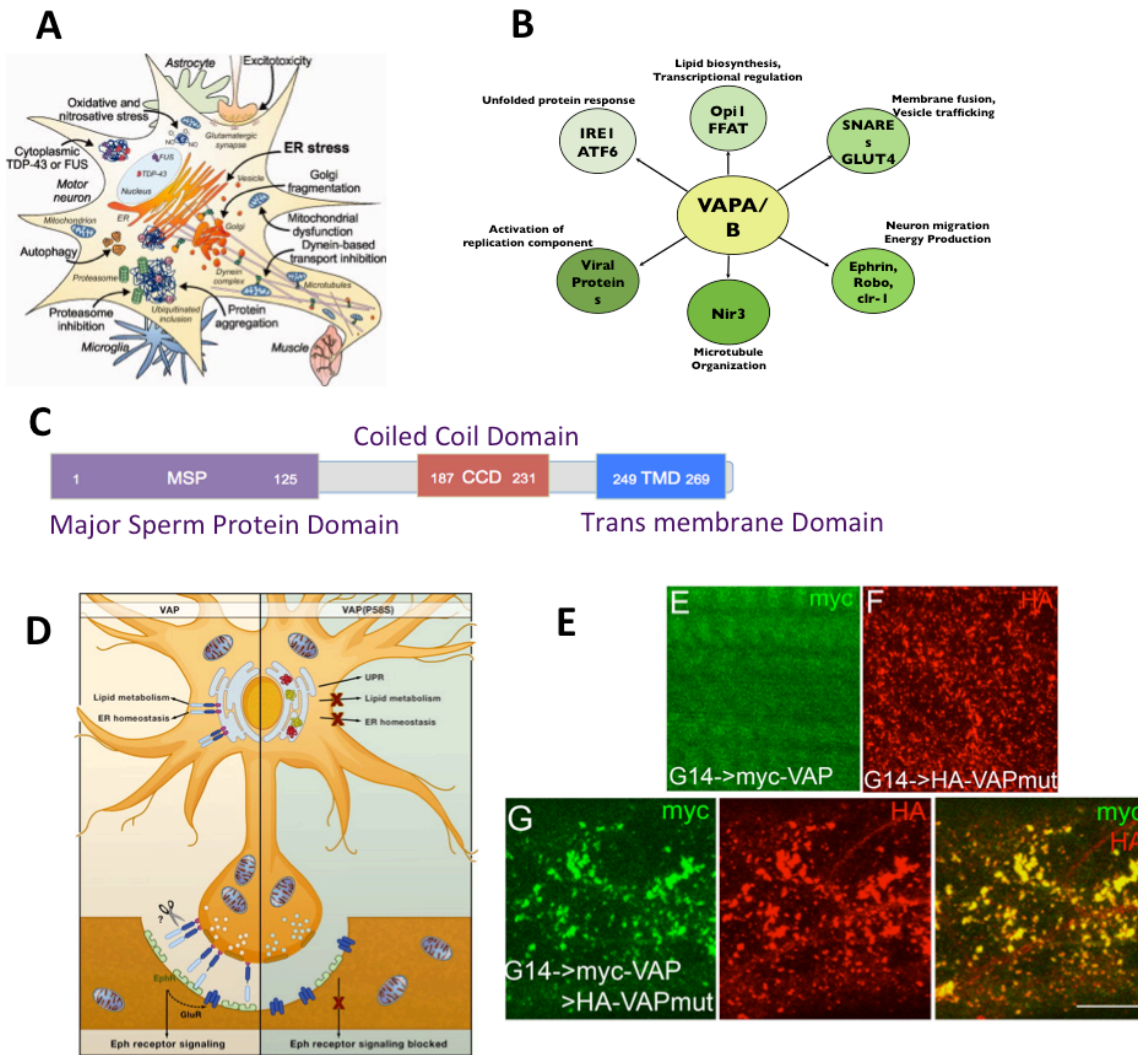 A
Astrocyte
Excitotoxicity
Oxidative and
nitrosative stress
Glutamatergic
synapse
Cytoplasmic
TDP-43 or FUS
NO
NO
FUS
TDP-43
Nucleus
ER stress
Vesicle
Golgi
fragmentation
Motor
neuron
ER
Mitochondrion
Golgi
Mitochondrial
dysfunction
Autophagy
Dynein-based
transport inhibition
Proteasome
Dynein
complex
Microtubules
Proteasome
inhibition
Ubiquitinated
inclusion
Protein
aggregation
Microglia
Muscle
B
Lipid biosynthesis,
Transcriptional regulation
Unfolded protein response
Membrane fusion,
Vesicle trafficking
IRE1
ATF6
Opi1
FFAT
SNARE
s
GLUT4
VAPA/
B
Activation of
replication component
Neuron migration
Energy Production
Viral
Protein
s
Nir3
Ephrin,
Robo,
clr-1
Microtubule
Organization
C
Coiled Coil Domain
1 MSP 125
187 CCD 231
249 TMD 269
Major Sperm Protein Domain
Trans membrane Domain
D
VAP
VAP(P58S)
UPR
Lipid metabolism
Lipid metabolism
ER homeostasis
ER homeostasis
?
EphR
GluR
Eph receptor signaling
Eph receptor signaling blocked
E
E
myc
G14->myc-VAP
F
HA
G14->HA-VAPmut
G
myc
G14->myc-VAP
>HA-VAPmut
HA
myc
HA